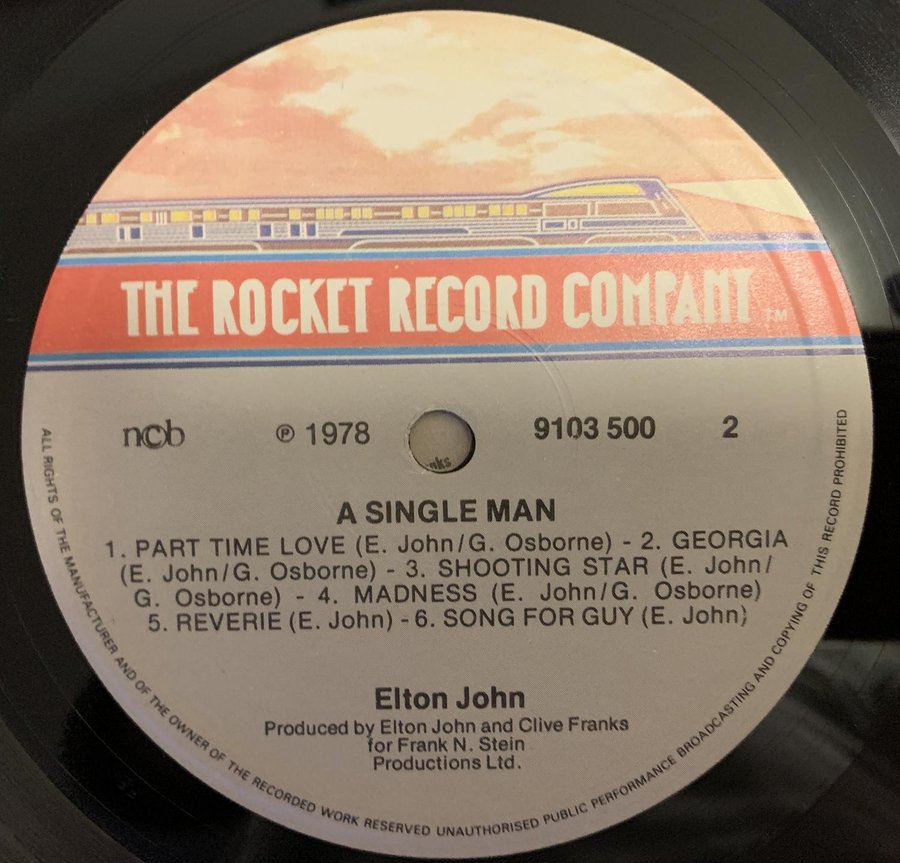 THE ROCKET RECORD COMPANY TM
ncb ℗ 1978 9103 500 2
A SINGLE MAN
1. PART TIME LOVE (E. John/G. Osborne) - 2. GEORGIA
(E. John/G. Osborne) - 3. SHOOTING STAR (E. John/
G. Osborne) - 4. MADNESS (E. John/G. Osborne)
5. REVERIE (E. John) - 6. SONG FOR GUY (E. John)
Elton John
Produced by Elton John and Clive Franks
for Frank N. Stein
Productions Ltd.
ALL RIGHTS OF THE MANUFACTURER AND OF THE OWNER OF THE RECORDED WORK RESERVED UNAUTHORISED PUBLIC PERFORMANCE BROADCASTING AND COPYING OF THIS RECORD PROHIBITED